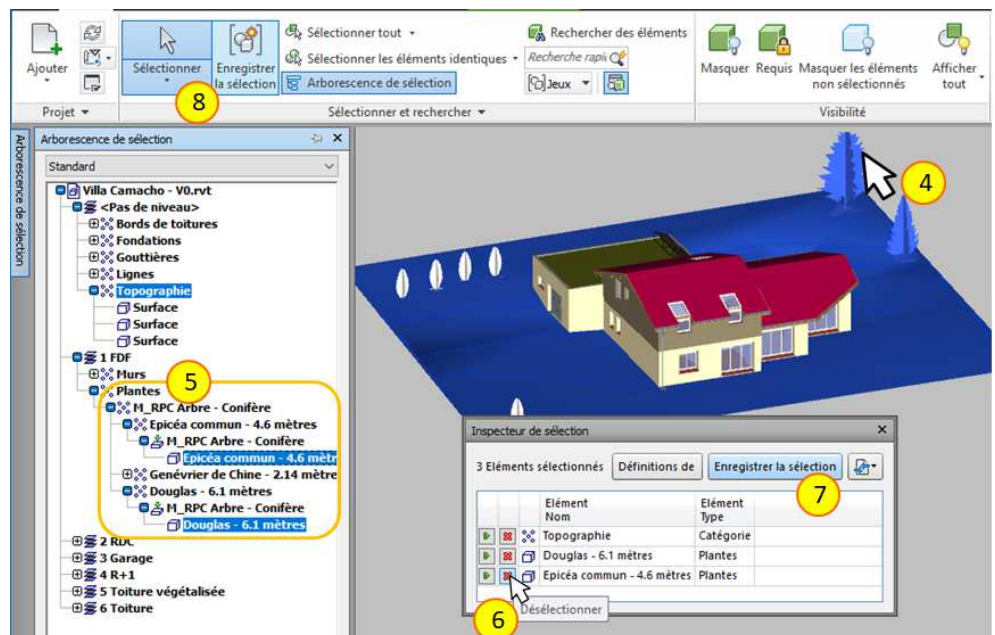 Ajouter
Projet
Sélectionner
Enregistrer
la sélection
Sélectionner tout
Sélectionner les éléments identiques
Arborescence de sélection
Rechercher des éléments
Recherche rapi
Jeux
Sélectionner et rechercher
Masquer
Requis
Masquer les éléments
non sélectionnés
Afficher
tout
Visibilité
8
Arborescence de sélection
Arborescence de sélection
Standard
Villa Camacho - V0.rvt
<Pas de niveau>
Bords de toitures
Fondations
Gouttières
Lignes
Topographie
Surface
Surface
Surface
1 FDF
Murs
Plantes
5
M_RPC Arbre - Conifère
Epicéa commun - 4.6 mètres
M_RPC Arbre - Conifère
Epicéa commun - 4.6 mètr
Genévrier de Chine - 2.14 mètre
Douglas - 6.1 mètres
M_RPC Arbre - Conifère
Douglas - 6.1 mètres
2 RDC
3 Garage
4 R+1
5 Toiture végétalisée
6 Toiture
4
Inspecteur de sélection
3 Eléments sélectionnés
Définitions de
Enregistrer la sélection
7
Elément
Nom
Elément
Type
Topographie Catégorie
Douglas - 6.1 mètres Plantes
Epicéa commun - 4.6 mètres Plantes
Désélectionner
6